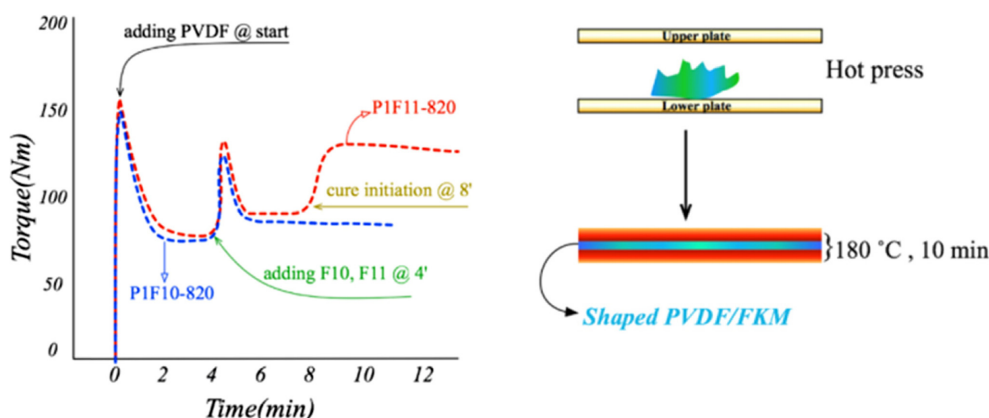 200
150
100
50
0
Torque(Nm)
adding PVDF @ start
P1F11-820
cure initiation @ 8'
adding F10, F11 @ 4'
P1F10-820
0 2 4 6 8 10 12
Time(min)
Upper plate
Hot press
Lower plate
180 ˚C , 10 min
Shaped PVDF/FKM